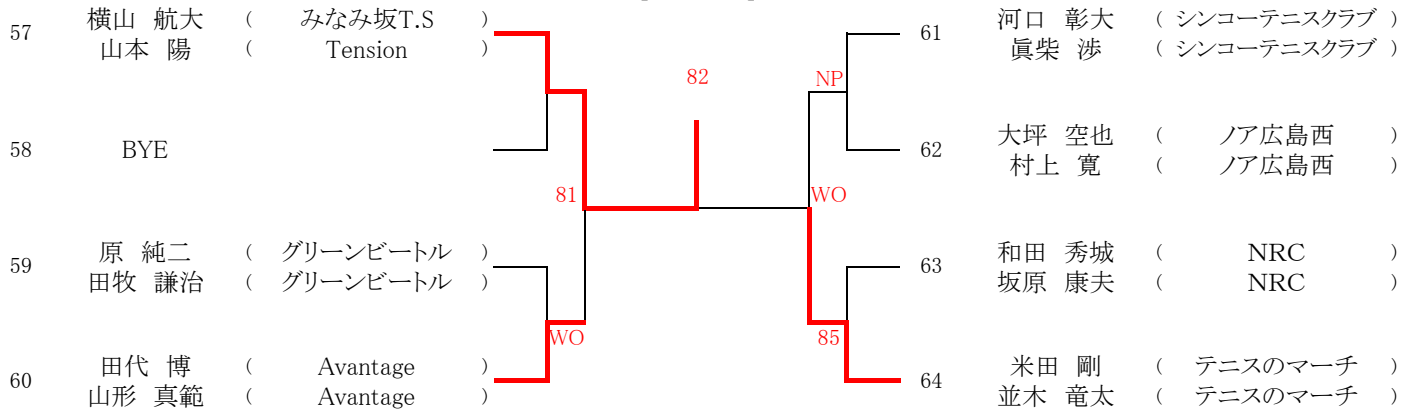 57 横山 航大 ( みなみ坂T.S )
山本 陽 ( Tension )
58 BYE
81
59 原 純二 ( グリーンビートル )
田牧 謙治 ( グリーンビートル )
WO
60 田代 博 ( Avantage )
山形 真範 ( Avantage )
82
61 河口 彰大 ( シンコーテニスクラブ )
眞柴 渉 ( シンコーテニスクラブ )
NP
62 大坪 空也 ( ノア広島西 )
村上 寛 ( ノア広島西 )
WO
63 和田 秀城 ( NRC )
坂原 康夫 ( NRC )
85
64 米田 剛 ( テニスのマーチ )
並木 竜太 ( テニスのマーチ )